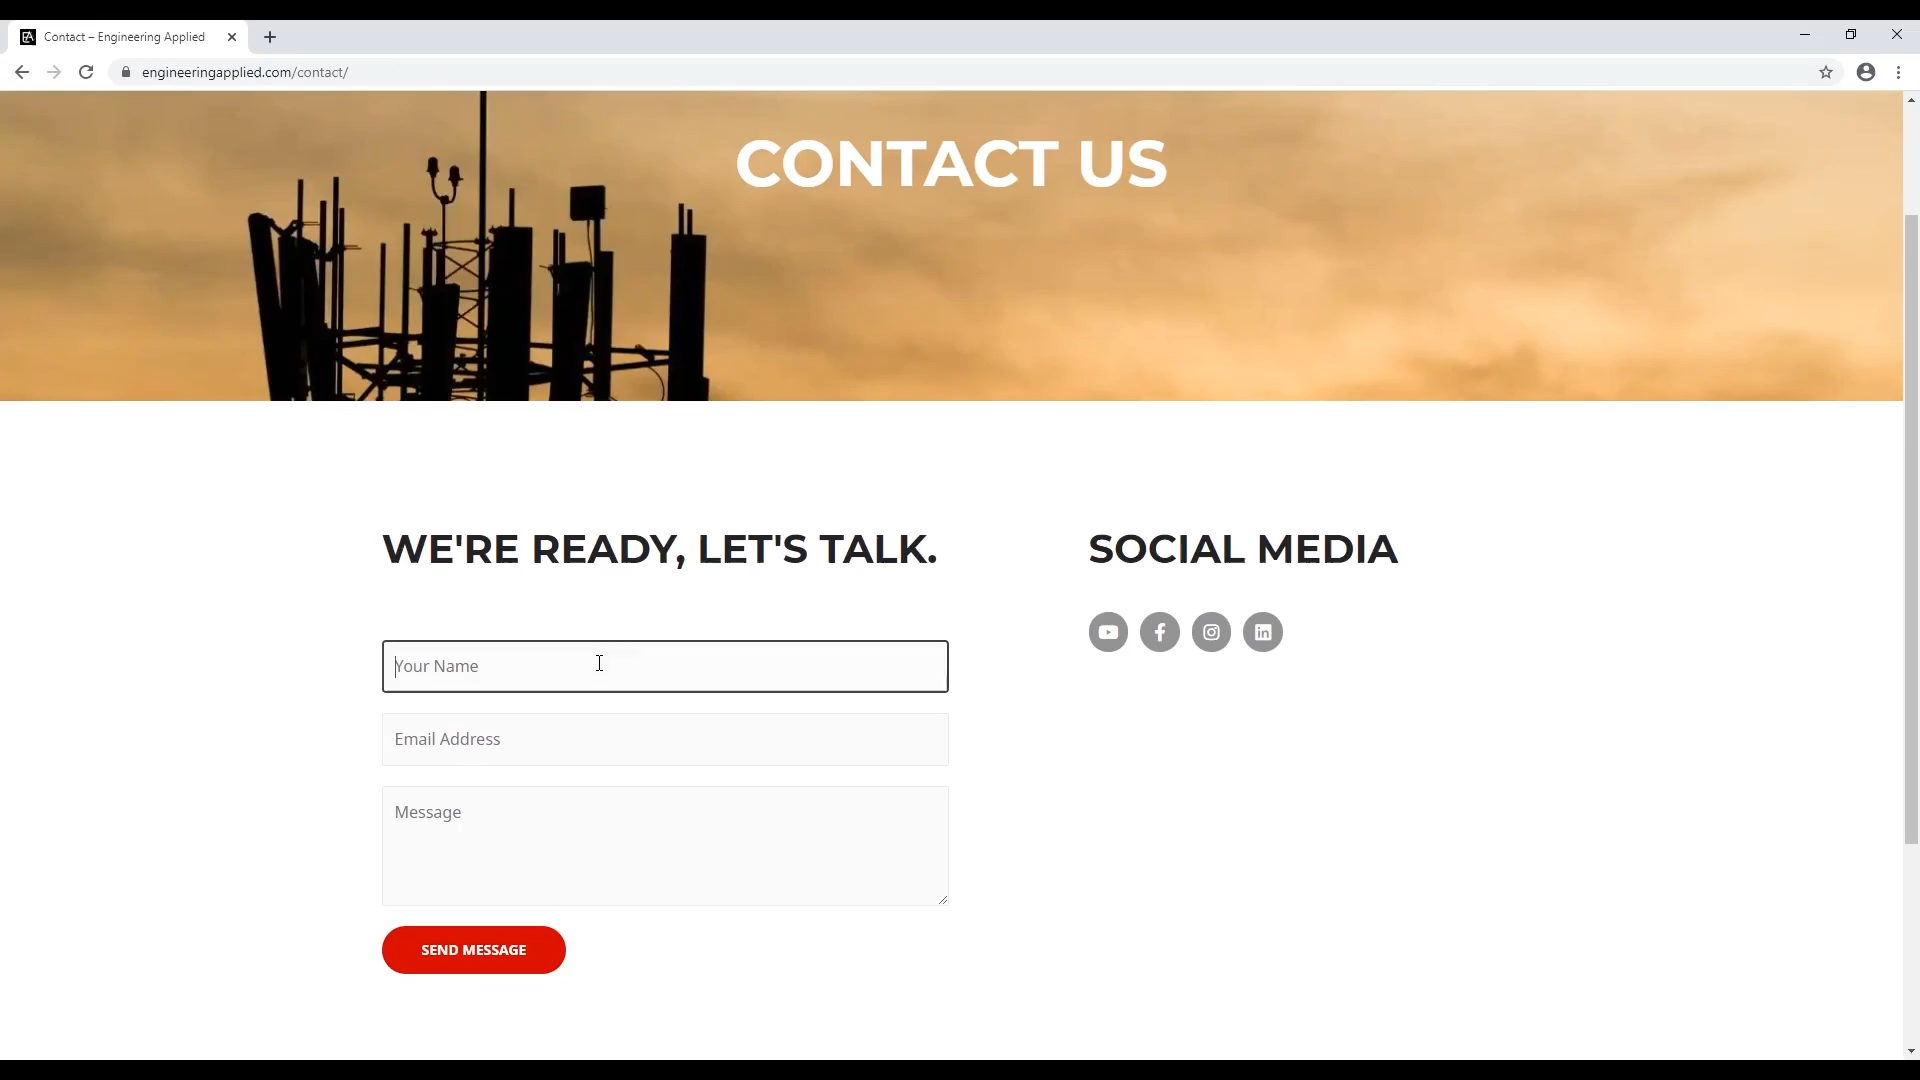 Contact – Engineering Applied
engineeringapplied.com/contact/
CONTACT US
WE'RE READY, LET'S TALK.
Your Name
Email Address
Message
SEND MESSAGE
SOCIAL MEDIA